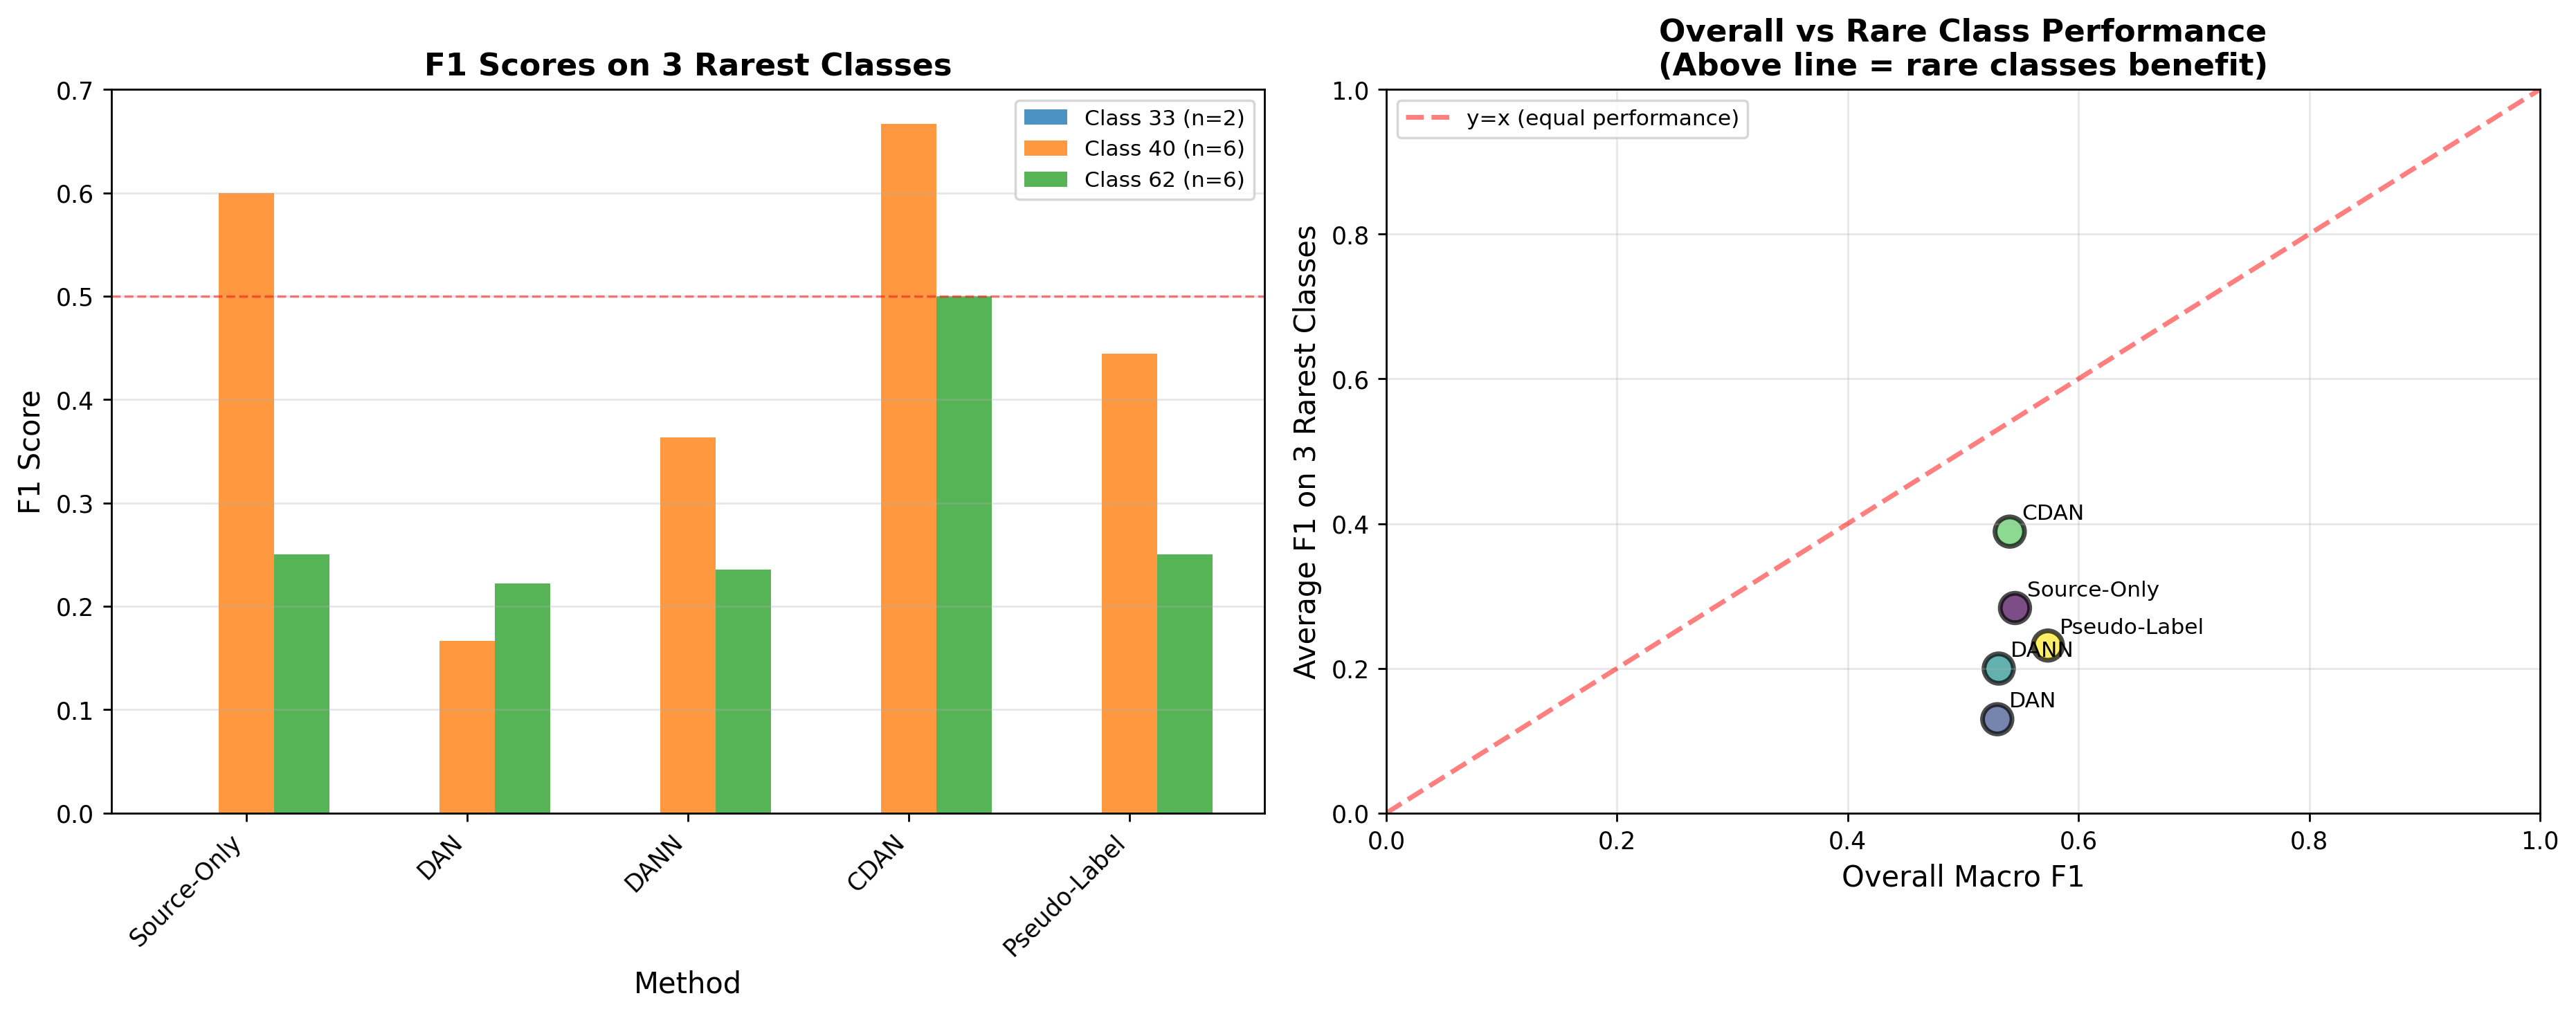 F1 Scores on 3 Rarest Classes
F1 Score
0.7
0.6
0.5
0.4
0.3
0.2
0.1
0.0
Class 33 (n=2)
Class 40 (n=6)
Class 62 (n=6)
Source-Only
DAN
DANN
CDAN
Pseudo-Label
Method
Overall vs Rare Class Performance
(Above line = rare classes benefit)
Average F1 on 3 Rarest Classes
1.0
0.8
0.6
0.4
0.2
0.0
y=x (equal performance)
CDAN
Source-Only
Pseudo-Label
DANN
DAN
0.0
0.2
0.4
0.6
0.8
1.0
Overall Macro F1